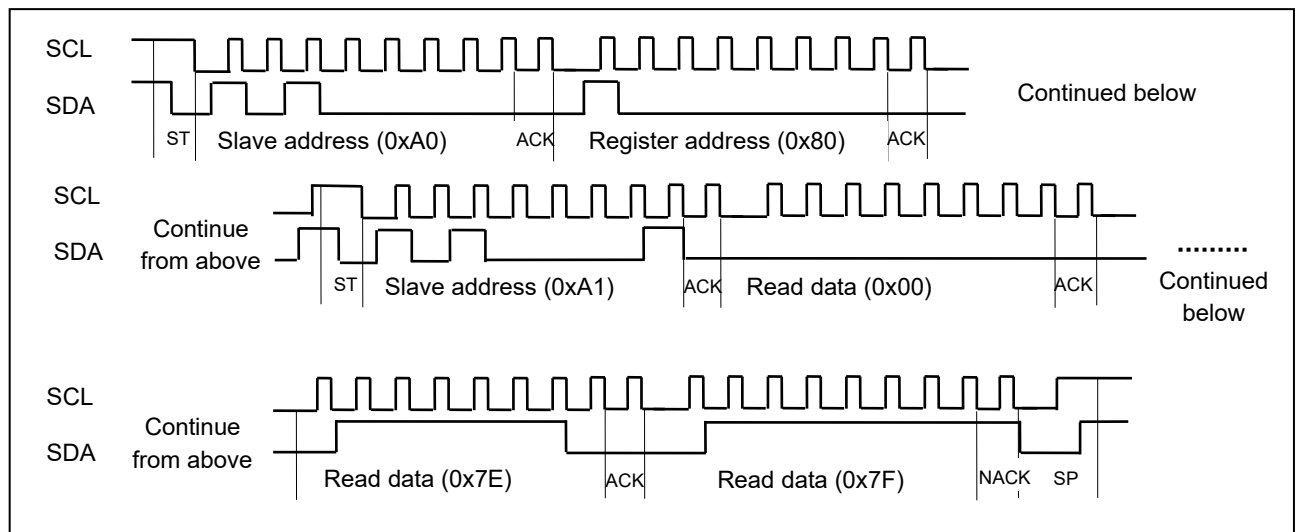 SCL
SDA
Continued below
ST
Slave address (0xA0)
ACK
Register address (0x80)
ACK
SCL
SDA
Continue
from above
ST
Slave address (0xA1)
ACK
Read data (0x00)
ACK
.........
Continued
below
SCL
SDA
Continue
from above
Read data (0x7E)
ACK
Read data (0x7F)
NACK
SP